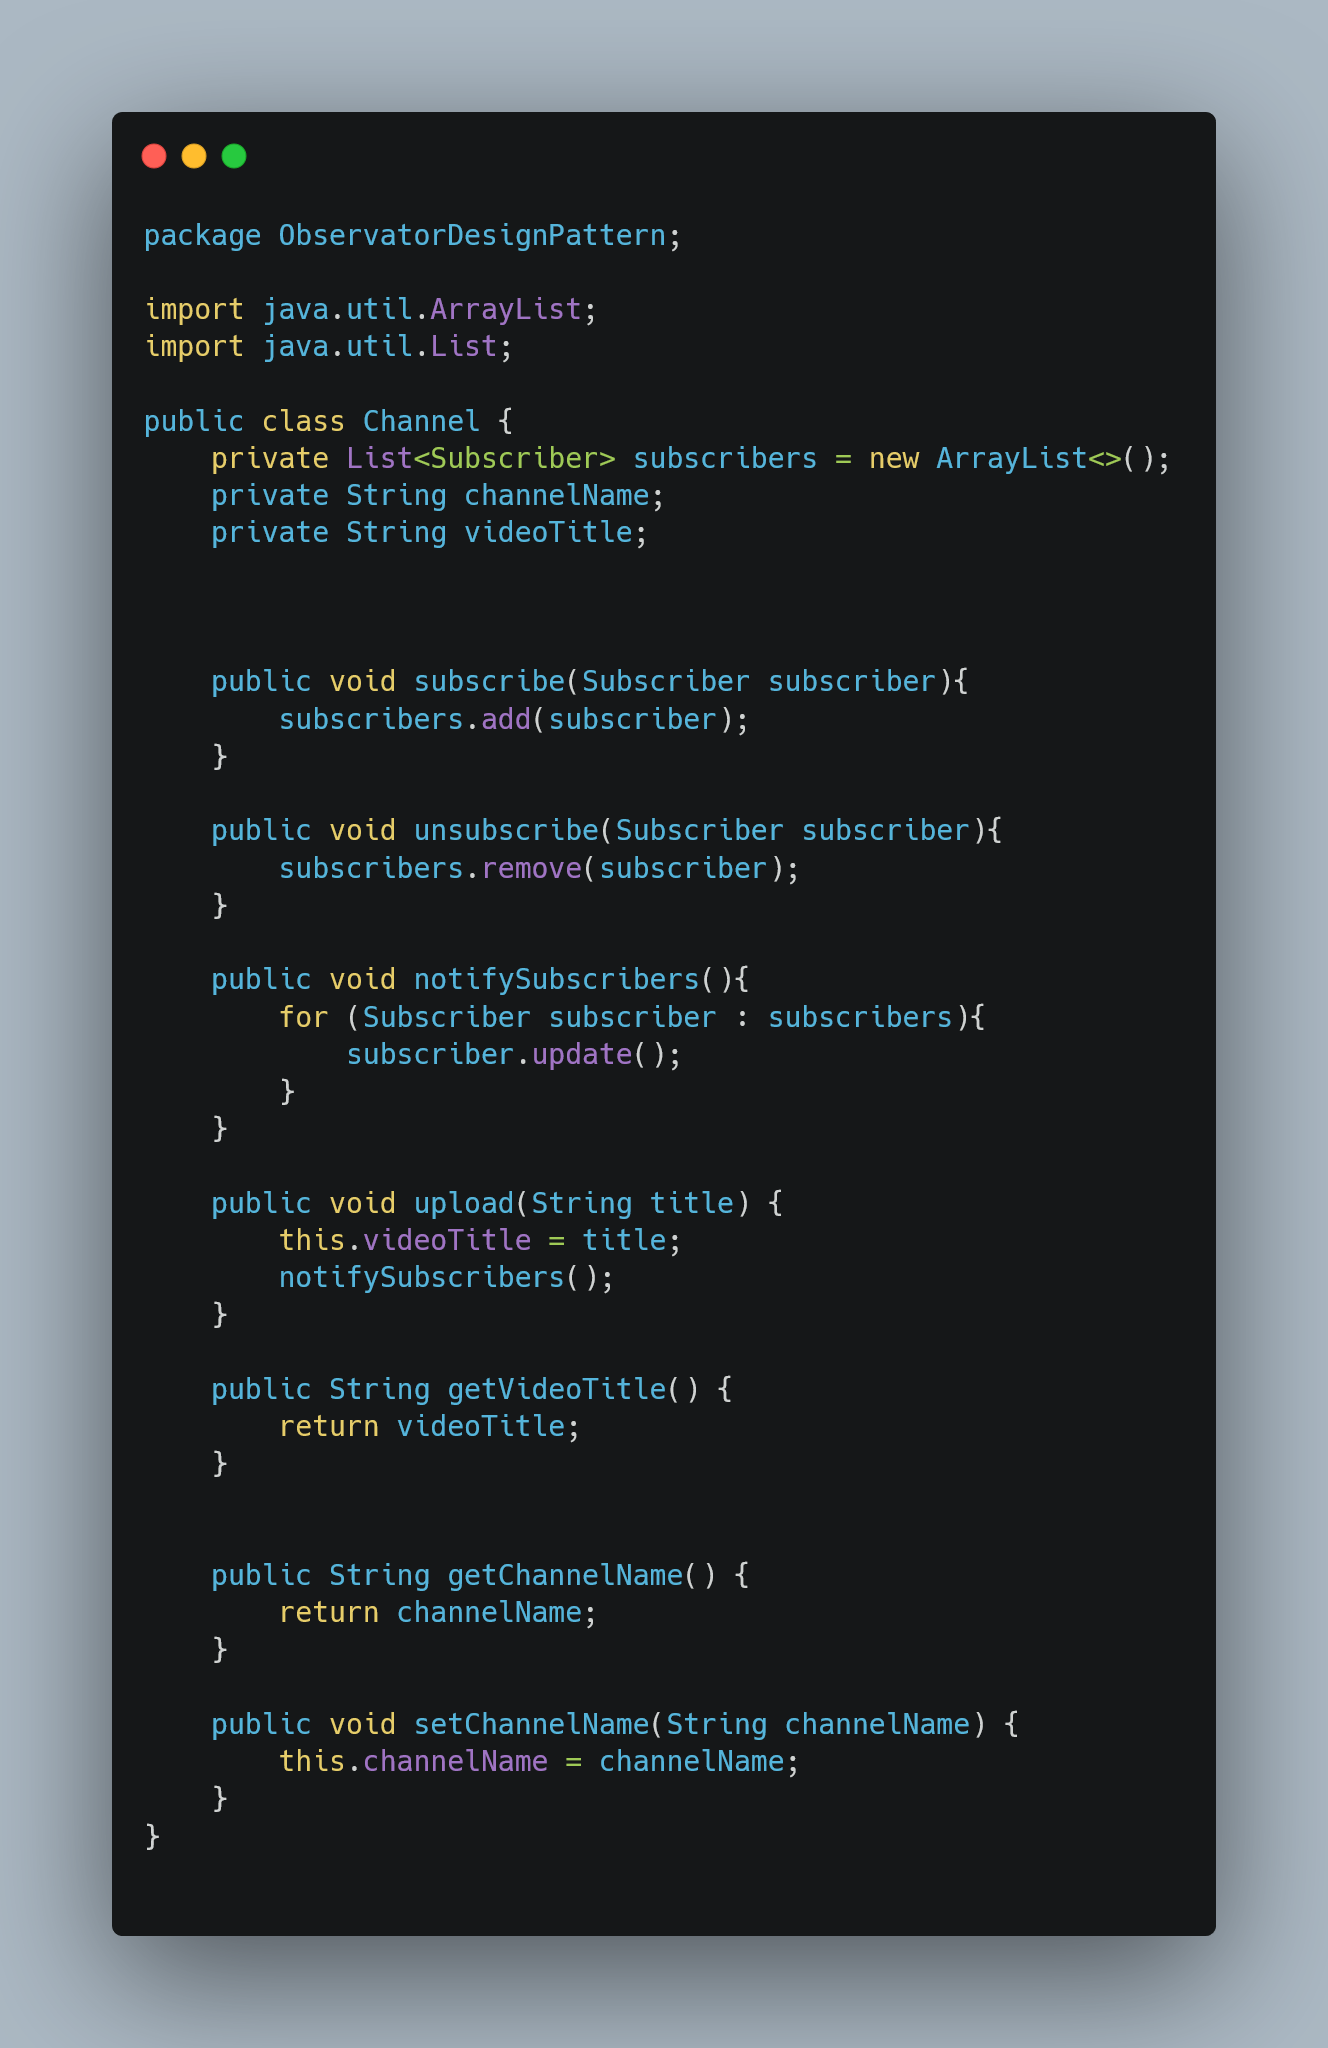 package ObservatorDesignPattern;
import java.util.ArrayList;
import java.util.List;
public class Channel {
    private List<Subscriber> subscribers = new ArrayList<>();
    private String channelName;
    private String videoTitle;
    public void subscribe(Subscriber subscriber){
        subscribers.add(subscriber);
    }
    public void unsubscribe(Subscriber subscriber){
        subscribers.remove(subscriber);
    }
    public void notifySubscribers(){
        for (Subscriber subscriber : subscribers){
            subscriber.update();
        }
    }
    public void upload(String title) {
        this.videoTitle = title;
        notifySubscribers();
    }
    public String getVideoTitle() {
        return videoTitle;
    }
    public String getChannelName() {
        return channelName;
    }
    public void setChannelName(String channelName) {
        this.channelName = channelName;
    }
}